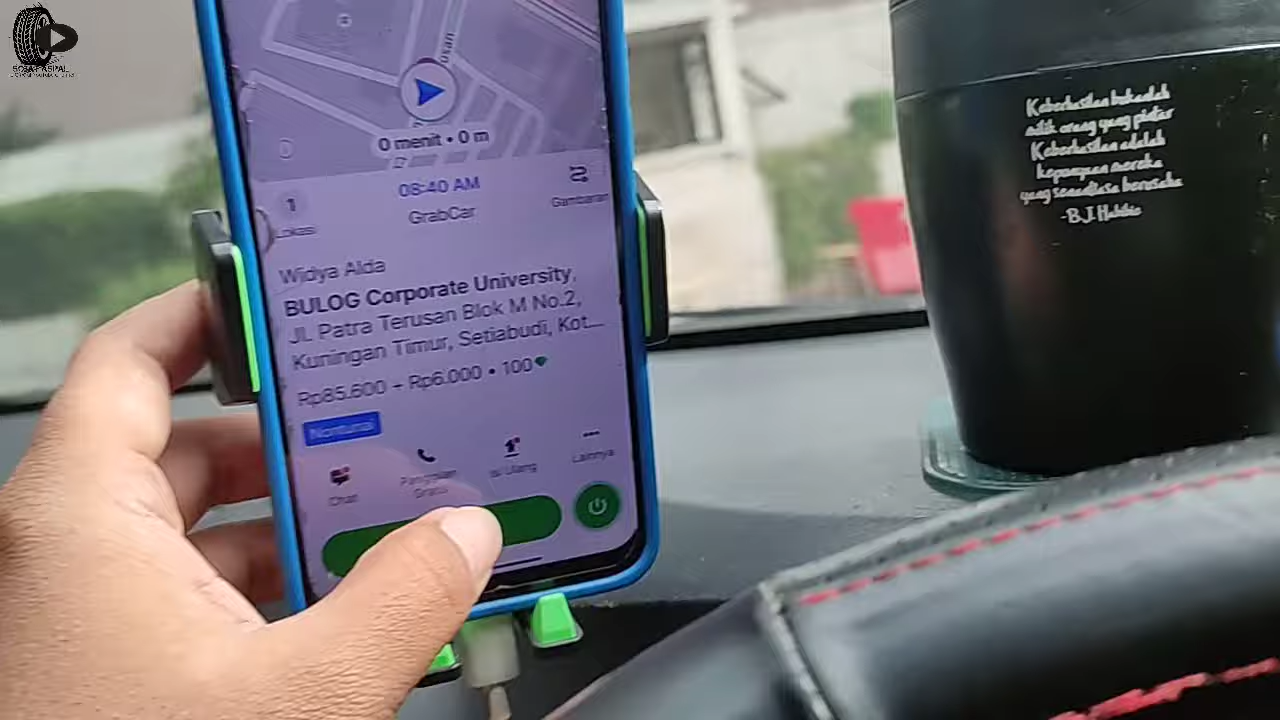 usan
0 menit • 0 m
1
Lokasi
08:40 AM
GrabCar
Gambaran
Widya Alda
BULOG Corporate University,
JL Patra Terusan Blok M No.2,
Kuningan Timur, Setiabudi, Kot...
Rp85.600 + Rp6.000 • 100
Nontunai
Chat
Panggilan
Gratis
Isi Ulang
Lainnya
Keberhasilan bukanlah
milik orang yang pintar
Keberhasilan adalah
kepunyaan mereka
yang senantiasa berusaha
-B.J. Habibie